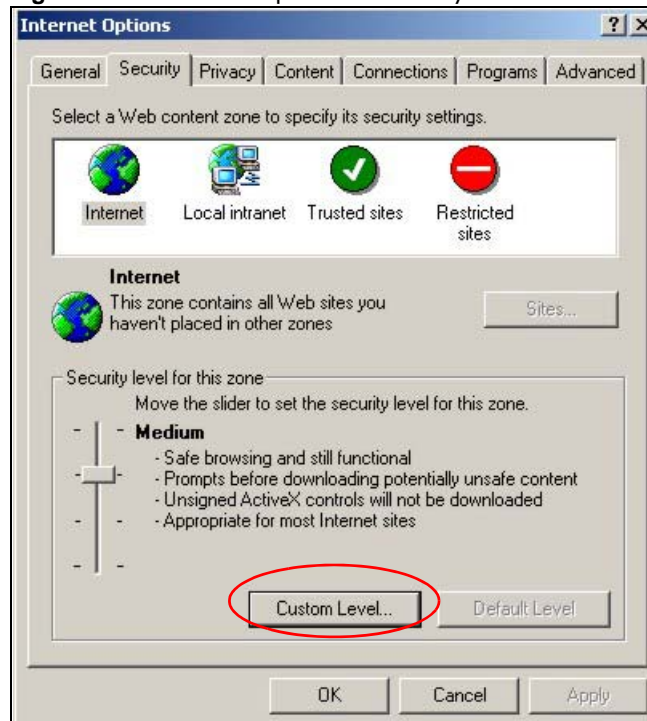 Internet Options
General Security Privacy Content Connections Programs Advanced
Select a Web content zone to specify its security settings.
Internet Local intranet Trusted sites Restricted sites
Internet
This zone contains all Web sites you
haven't placed in other zones
Sites...
Security level for this zone
Move the slider to set the security level for this zone.
Medium
- Safe browsing and still functional
- Prompts before downloading potentially unsafe content
- Unsigned ActiveX controls will not be downloaded
- Appropriate for most Internet sites
Custom Level... Default Level
OK Cancel Apply